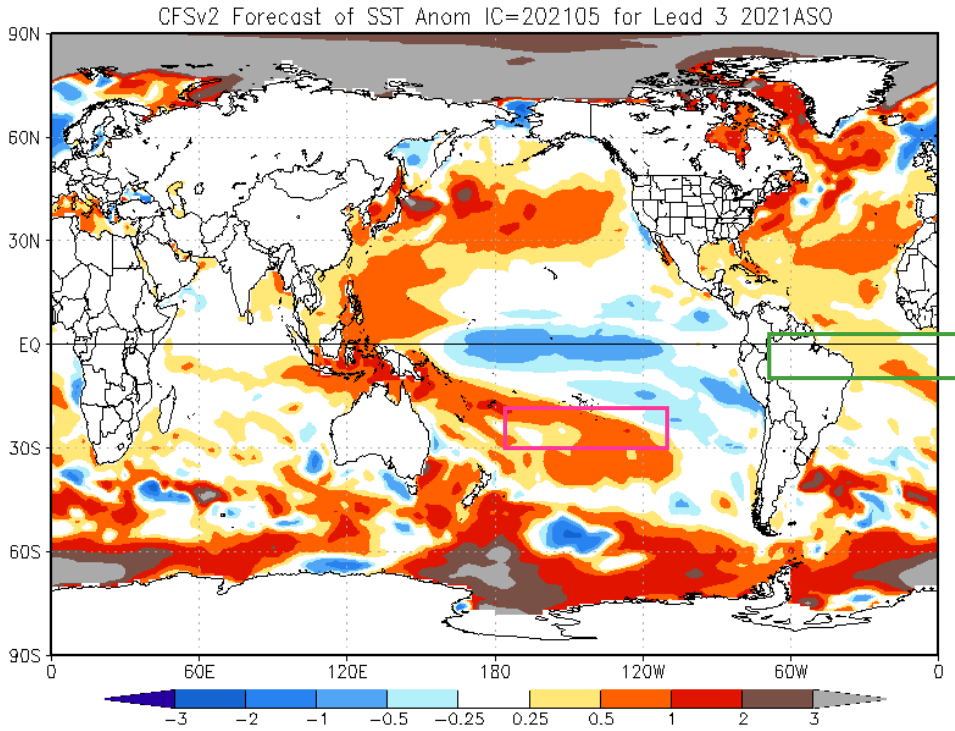 CFSv2 Forecast of SST Anom IC=202105 for Lead 3 2021ASO
90N
60N
30N
EQ
30S
60S
90S
0 60E 120E 180 120W 60W 0
-3 -2 -1 -0.5 -0.25 0.25 0.5 1 2 3